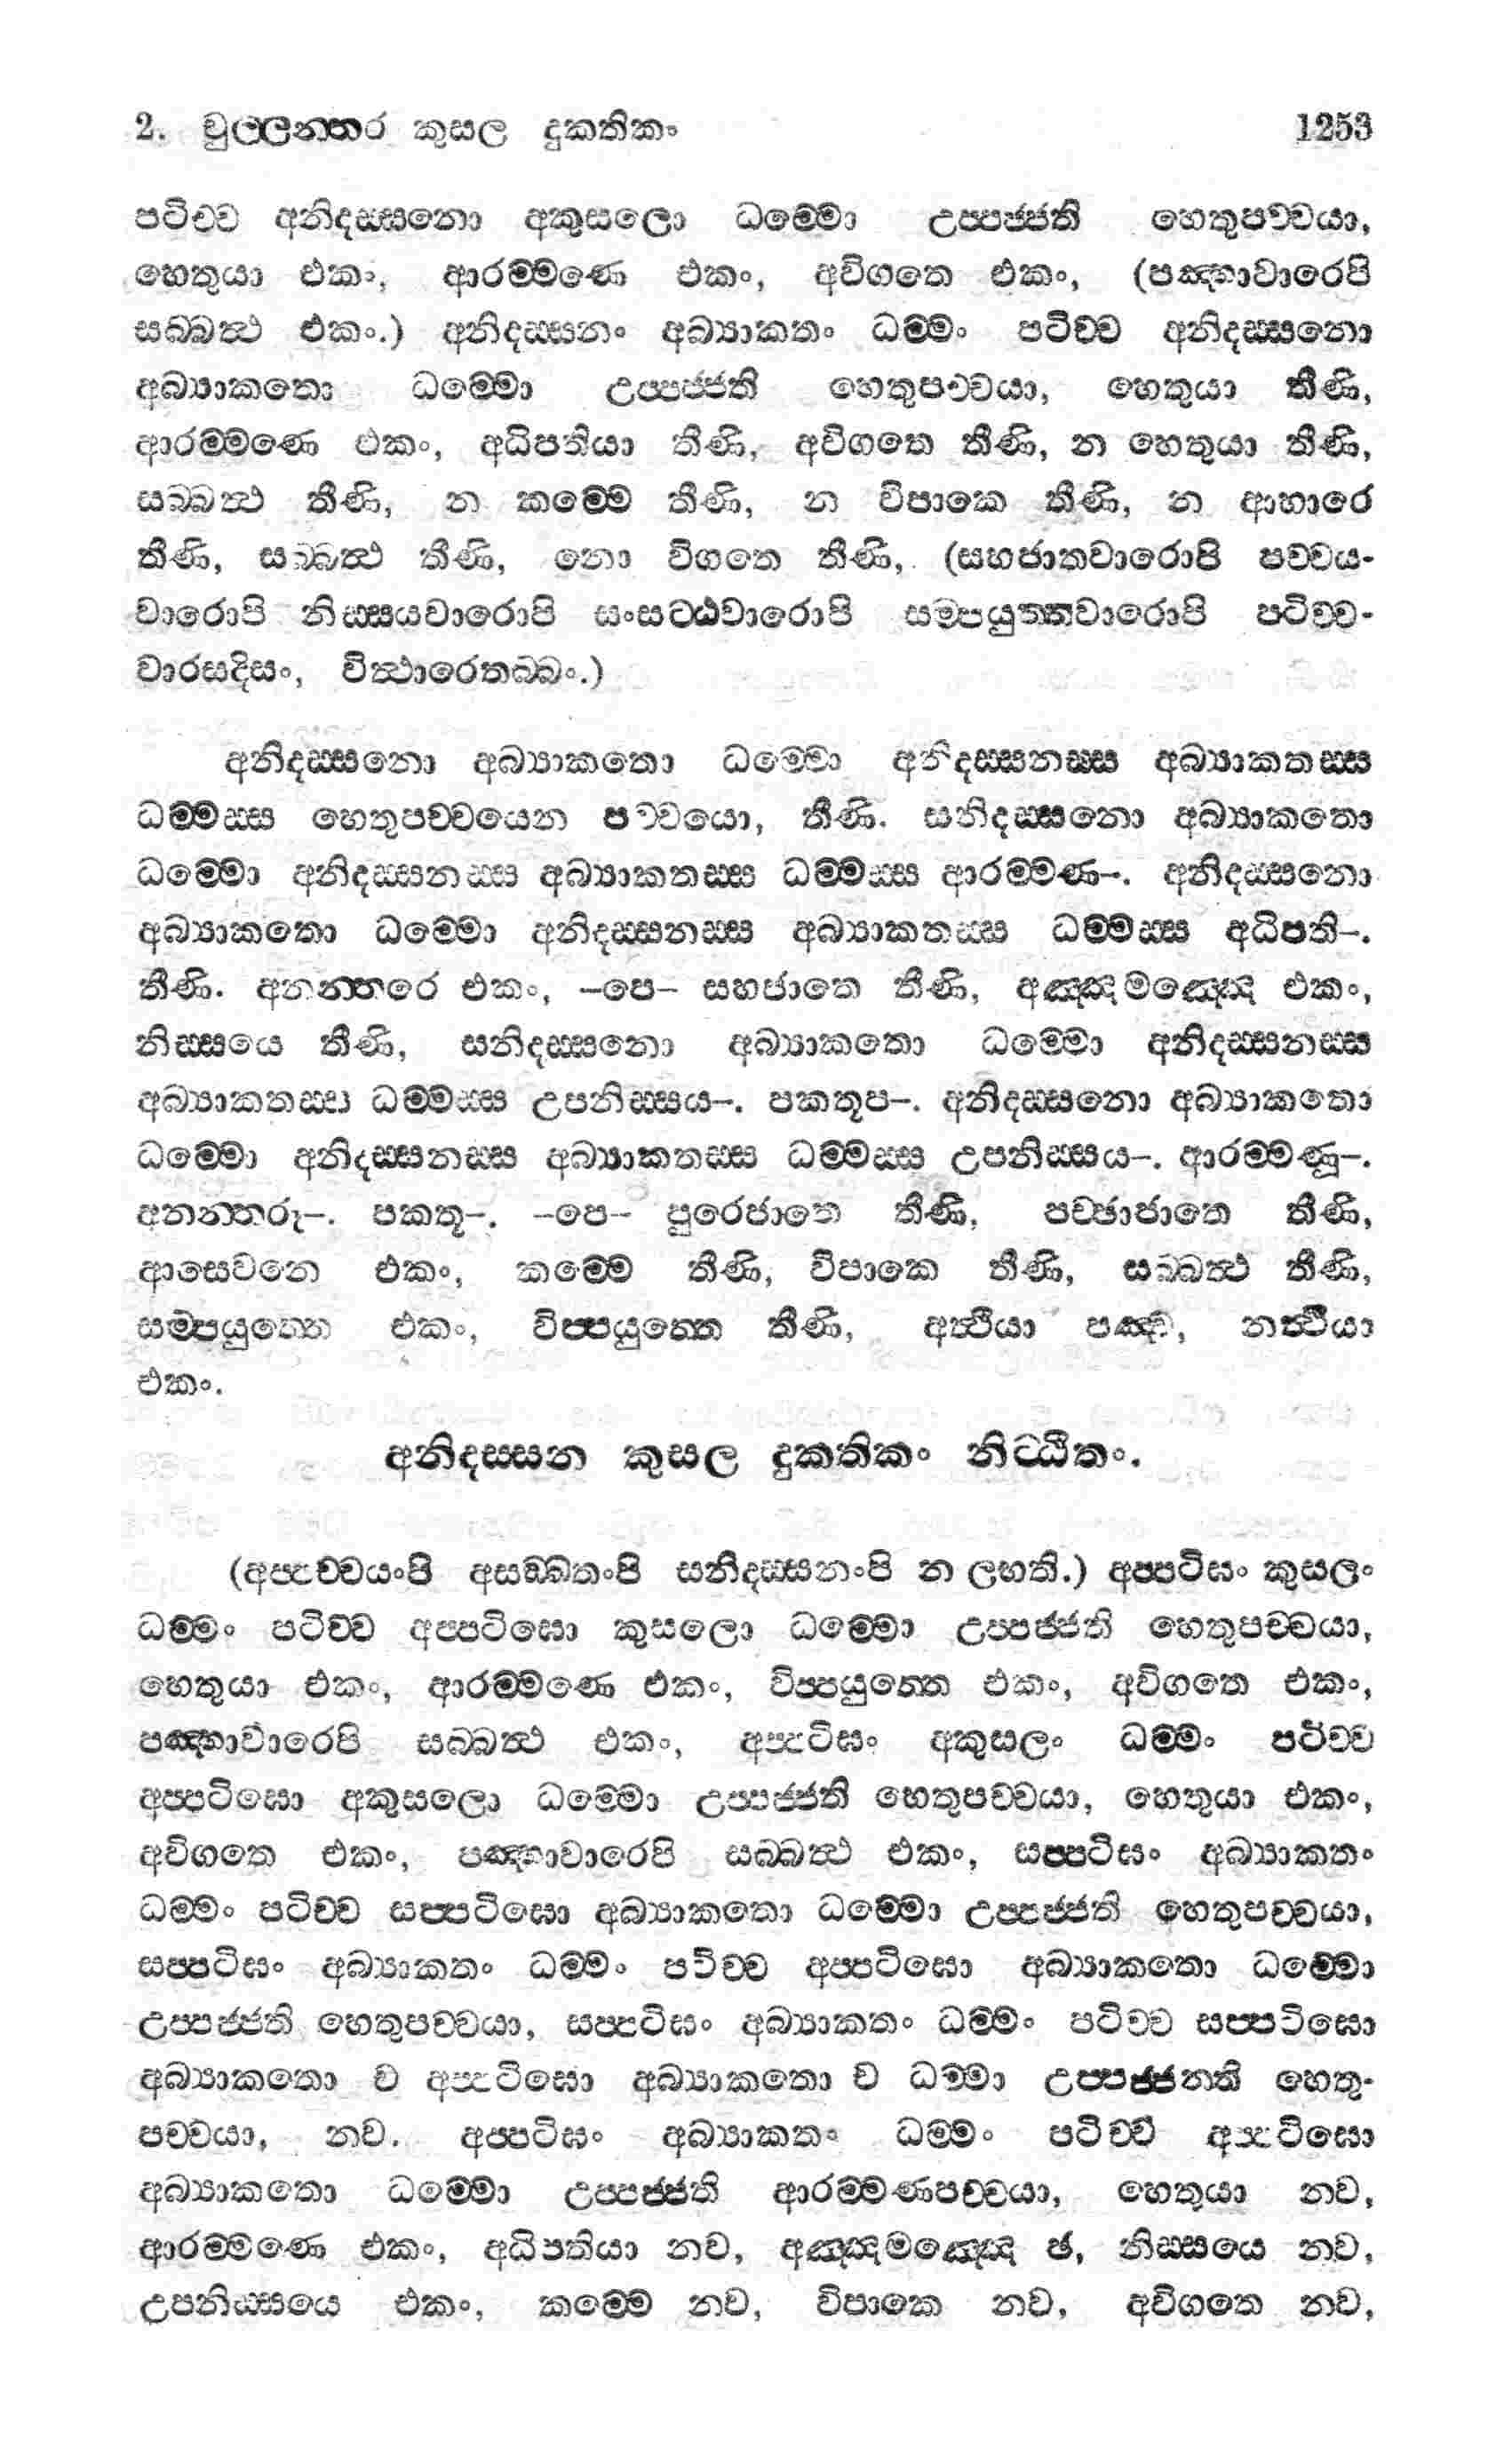 2. චුල්ලන්තර කුසල දුකතිකං 1253
පටිච්ච අනිදස්සනො අකුසලො ධම්මො උප්පජ්ජති හෙතුපච්චයා,
හෙතුයා එකං, ආරම්මණෙ එකං, අවිගතෙ එකං, (පඤ්හාවාරෙපි
සබ්බත්ථ එකං.) අනිදස්සනං අබ්‍යාකතං ධම්මං පටිච්ච අනිදස්සනො
අබ්‍යාකතො ධම්මො උප්පජ්ජති හෙතුපච්චයා, හෙතුයා තීණි,
ආරම්මණෙ එකං, අධිපතියා තීණි, අවිගතෙ තීණි, න හෙතුයා තීණි,
සබ්බත්ථ තීණි, න කම්මෙ තීණි, න විපාකෙ තීණි, න ආහාරෙ
තීණි, සබ්බත්ථ තීණි, නො විගතෙ තීණි, (සහජාතවාරොපි පච්චය-
වාරොපි නිස්සයවාරොපි සංසට්ඨවාරොපි සම්පයුත්තවාරොපි පටිච්ච-
වාරසදිසං, විත්ථාරෙතබ්බං.)
අනිදස්සනො අබ්‍යාකතො ධම්මො අනිදස්සනස්ස අබ්‍යාකතස්ස
ධම්මස්ස හෙතුපච්චයෙන පච්චයො, තීණි. සනිදස්සනො අබ්‍යාකතො
ධම්මො අනිදස්සනස්ස අබ්‍යාකතස්ස ධම්මස්ස ආරම්මණ–. අනිදස්සනො
අබ්‍යාකතො ධම්මො අනිදස්සනස්ස අබ්‍යාකතස්ස ධම්මස්ස අධිපති–.
තීණි. අනන්තරෙ එකං, –පෙ– සහජාතෙ තීණි, අඤ්ඤමඤ්ඤෙ එකං,
නිස්සයෙ තීණි, සනිදස්සනො අබ්‍යාකතො ධම්මො අනිදස්සනස්ස
අබ්‍යාකතස්ස ධම්මස්ස උපනිස්සය–. පකතූප–. අනිදස්සනො අබ්‍යාකතො
ධම්මො අනිදස්සනස්ස අබ්‍යාකතස්ස ධම්මස්ස උපනිස්සය–. ආරම්මණූ–.
අනන්තරූ–. පකතූ–. –පෙ– පුරෙජාතෙ තීණි, පච්ඡාජාතෙ තීණි,
ආසෙවනෙ එකං, කම්මෙ තීණි, විපාකෙ තීණි, සබ්බත්ථ තීණි,
සම්පයුත්තෙ එකං, විප්පයුත්තෙ තීණි, අත්ථියා පඤ්ච, නත්ථියා
එකං.
අනිදස්සන කුසල දුකතිකං නිට්ඨිතං.
(අප්පච්චයංපි අසඞ්ඛතංපි සනිදස්සනංපි න ලභති.) අප්පටිඝං කුසලං
ධම්මං පටිච්ච අප්පටිඝො කුසලො ධම්මො උප්පජ්ජති හෙතුපච්චයා,
හෙතුයා එකං, ආරම්මණෙ එකං, විප්පයුත්තෙ එකං, අවිගතෙ එකං,
පඤ්හාවාරෙපි සබ්බත්ථ එකං, අප්පටිඝං අකුසලං ධම්මං පටිච්ච
අප්පටිඝො අකුසලො ධම්මො උප්පජ්ජති හෙතුපච්චයා, හෙතුයා එකං,
අවිගතෙ එකං, පඤ්හාවාරෙපි සබ්බත්ථ එකං, සප්පටිඝං අබ්‍යාකතං
ධම්මං පටිච්ච සප්පටිඝො අබ්‍යාකතො ධම්මො උප්පජ්ජති හෙතුපච්චයා,
සප්පටිඝං අබ්‍යාකතං ධම්මං පටිච්ච අප්පටිඝො අබ්‍යාකතො ධම්මො
උප්පජ්ජති හෙතුපච්චයා, සප්පටිඝං අබ්‍යාකතං ධම්මං පටිච්ච සප්පටිඝො
අබ්‍යාකතො ච අප්පටිඝො අබ්‍යාකතො ච ධම්මා උප්පජ්ජන්ති හෙතු-
පච්චයා, නව. අප්පටිඝං අබ්‍යාකතං ධම්මං පටිච්ච අප්පටිඝො
අබ්‍යාකතො ධම්මො උප්පජ්ජති ආරම්මණපච්චයා, හෙතුයා නව,
ආරම්මණෙ එකං, අධිපතියා නව, අඤ්ඤමඤ්ඤෙ ඡ, නිස්සයෙ නව,
උපනිස්සයෙ එකං, කම්මෙ නව, විපාකෙ නව, අවිගතෙ නව,